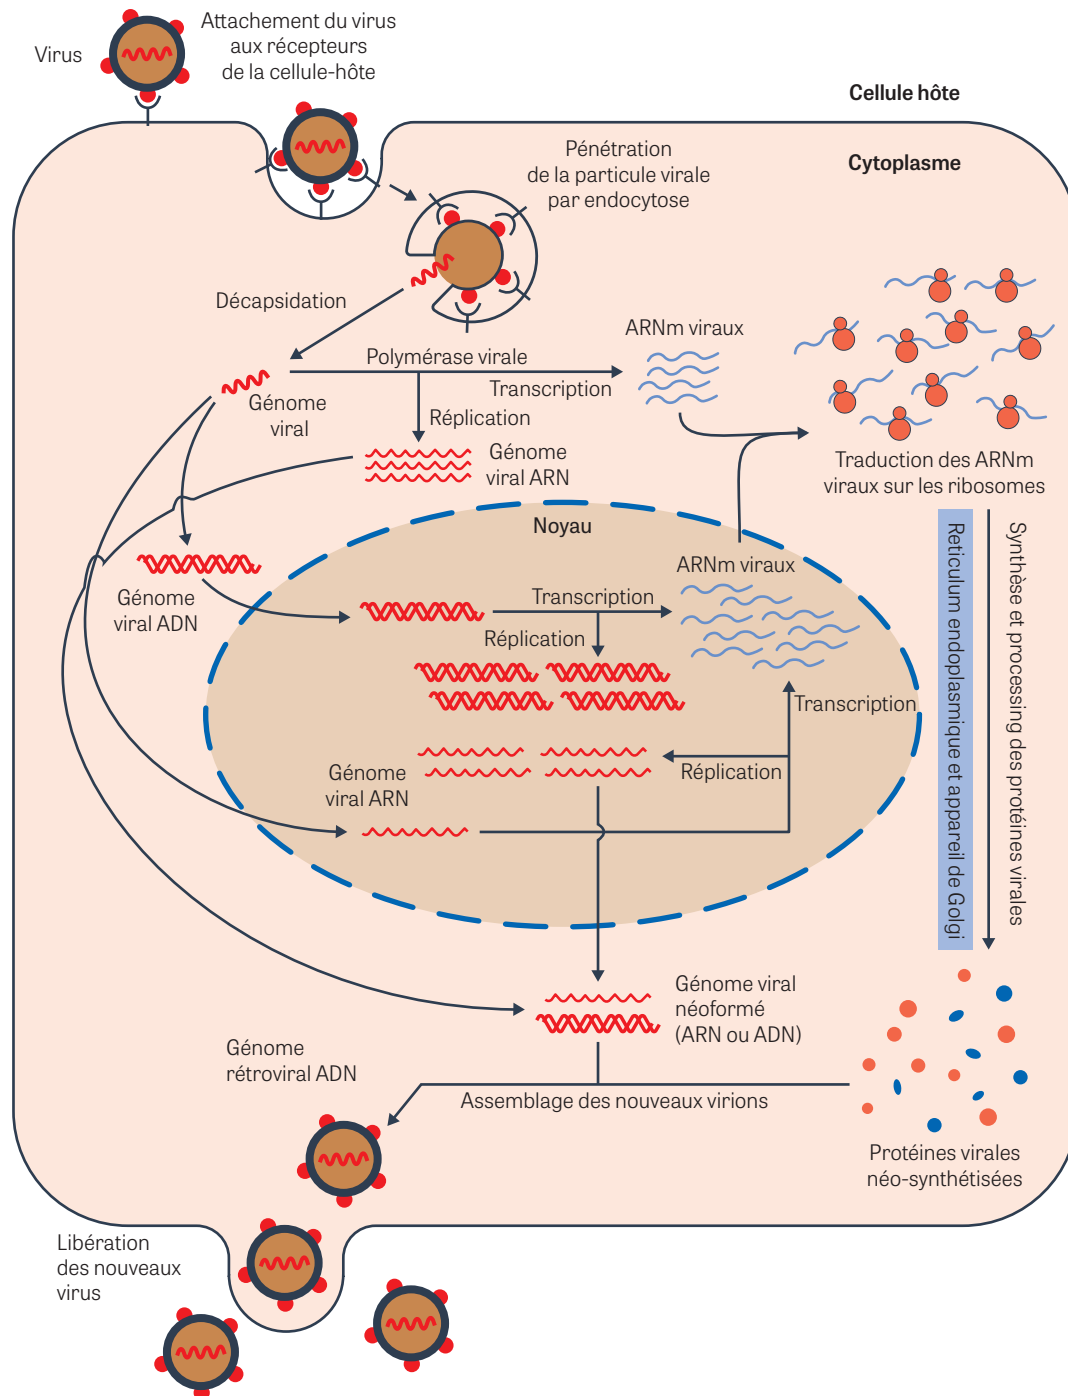 Virus
Attachement du virus
aux récepteurs
de la cellule-hôte
Cellule hôte
Cytoplasme
Pénétration
de la particule virale
par endocytose
Décapsidation
Polymérase virale
Transcription
ARNm viraux
Génome
viral
Réplication
Génome
viral ARN
Traduction des ARNm
viraux sur les ribosomes
Noyau
Génome
viral ADN
Transcription
ARNm viraux
Réplication
Transcription
Réplication
Génome
viral ARN
Reticulum endoplasmique et appareil de Golgi
Synthèse et processing des protéines virales
Génome viral
néoformé
(ARN ou ADN)
Génome
rétroviral ADN
Assemblage des nouveaux virions
Protéines virales
néo-synthétisées
Libération
des nouveaux
virus